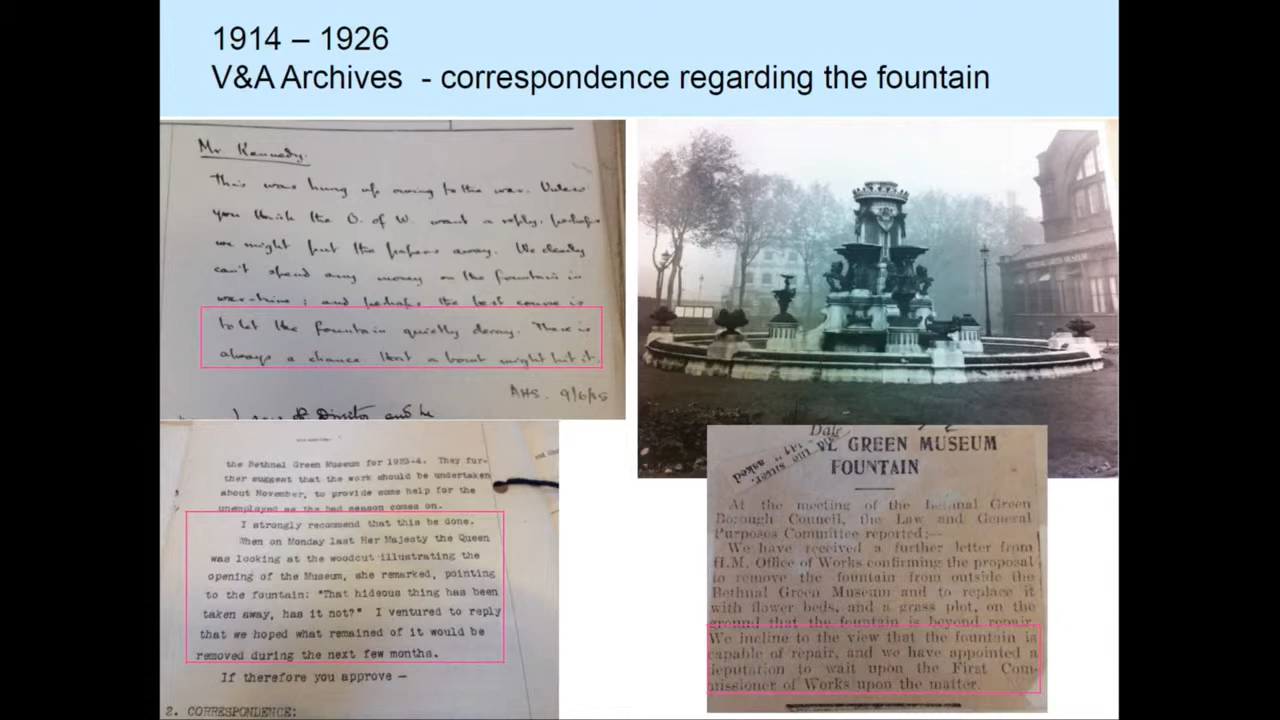 1914 – 1926
V&A Archives - correspondence regarding the fountain
Mr. Kennedy.
This was hung up owing to the war. Unless
you think the O. of W. want a reply, perhaps
we might put the papers away. We clearly
can't spend any money on the fountain in
war-time; and perhaps the best course is
to let the fountain quietly decay. There is
always a chance that a bomb might hit it.
AHS. 9/6/15
Director and he
the Bethnal Green Museum for 1923-4. They fur-
ther suggest that the work should be undertaken
about November, to provide some help for the
unemployed as the bad season comes on.
I strongly recommend that this be done.
When on Monday last Her Majesty the Queen
was looking at the woodcut illustrating the
opening of the Museum, she remarked, pointing
to the fountain: "That hideous thing has been
taken away, has it not?" I ventured to reply
that we hoped what remained of it would be
removed during the next few months.
If therefore you approve —
2. CORRESPONDENCE:
GREEN MUSEUM
Date
GREEN MUSEUM
FOUNTAIN
At the meeting of the Bethnal Green
Borough Council, the Law and General
Purposes Committee reported:—
We have received a further letter from
H.M. Office of Works confirming the proposal
to remove the fountain from outside the
Bethnal Green Museum and to replace it
with flower beds, and a grass plot, on the
ground that the fountain is beyond repair.
We incline to the view that the fountain is
capable of repair, and we have appointed a
deputation to wait upon the First Com-
missioner of Works upon the matter.